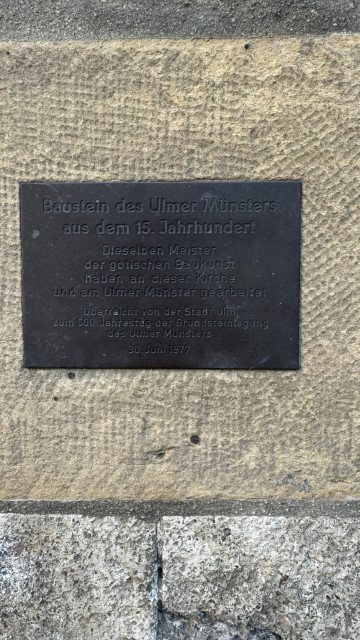 Baustein des Ulmer Münsters
aus dem 15. Jahrhundert
Dieselben Meister
der gotischen Baukunst
haben an dieser Kirche
und am Ulmer Münster gearbeitet
Überreicht von der Stadt Ulm
zum 600 Jahrestag der Grundsteinlegung
des Ulmer Münsters
30 Juni 1977